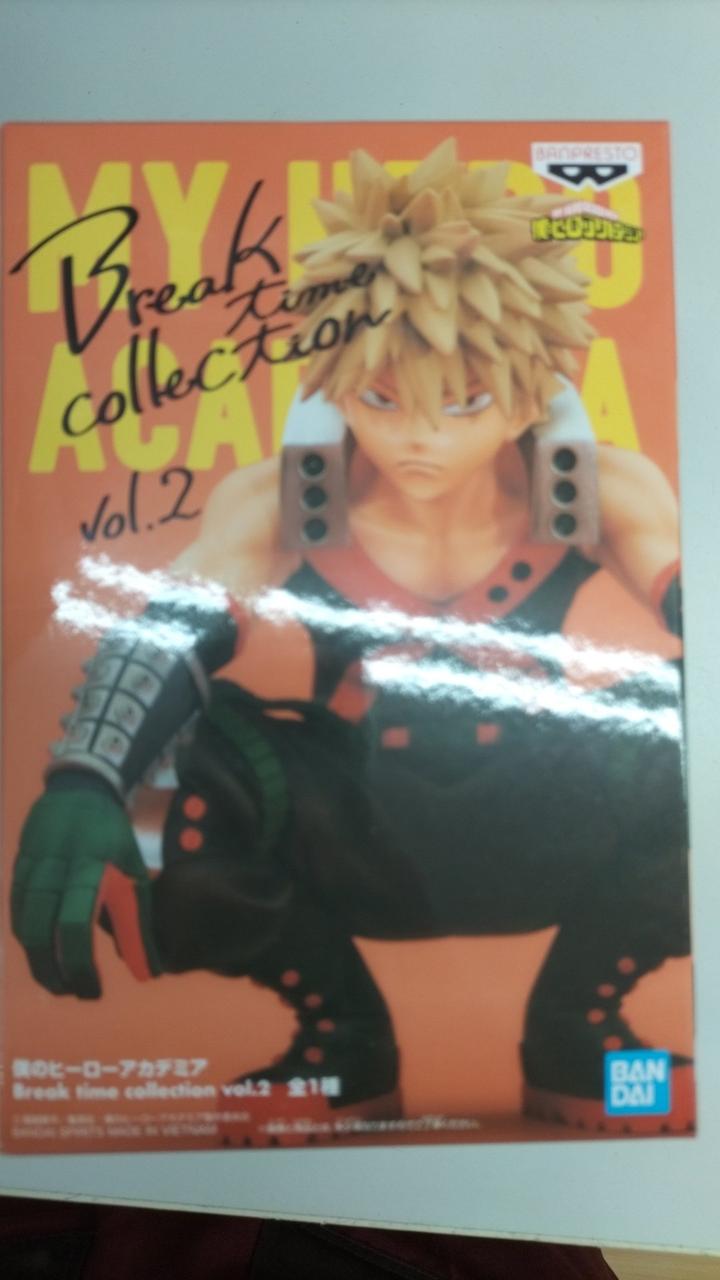 BANPRESTO
MY HERO
ACADEMIA
僕のヒーローアカデミア
Break
time
collection
vol.2
僕のヒーローアカデミア
Break time collection vol.2 全1種
BANDAI SPIRITS MADE IN VIETNAM
BAN
DAI